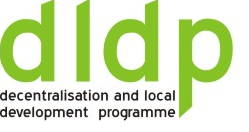 dldp
decentralisation and local
development programme